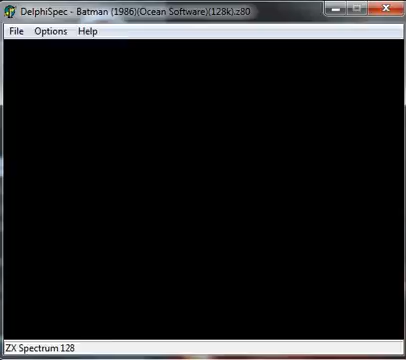 DelphiSpec - Batman (1986)(Ocean Software)(128k).z80
File Options Help
ZX Spectrum 128